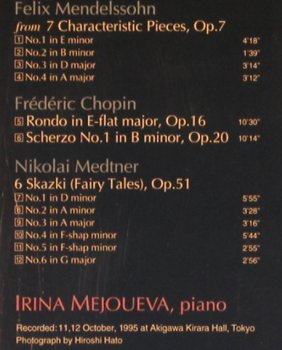 Felix Mendelssohn
from 7 Characteristic Pieces, Op.7
1 No.1 in E minor 4'18"
2 No.2 in B minor 1'39"
3 No.3 in D major 3'14"
4 No.4 in A major 3'12"
Frédéric Chopin
5 Rondo in E-flat major, Op.16 10'30"
6 Scherzo No.1 in B minor, Op.20 10'14"
Nikolai Medtner
6 Skazki (Fairy Tales), Op.51
7 No.1 in D minor 5'55"
8 No.2 in A minor 3'28"
9 No.3 in A major 3'16"
10 No.4 in F-shap minor 5'44"
11 No.5 in F-shap minor 2'55"
12 No.6 in G major 2'56"
IRINA MEJOUEVA, piano
Recorded: 11,12 October, 1995 at Akigawa Kirara Hall, Tokyo
Photograph by Hiroshi Hato